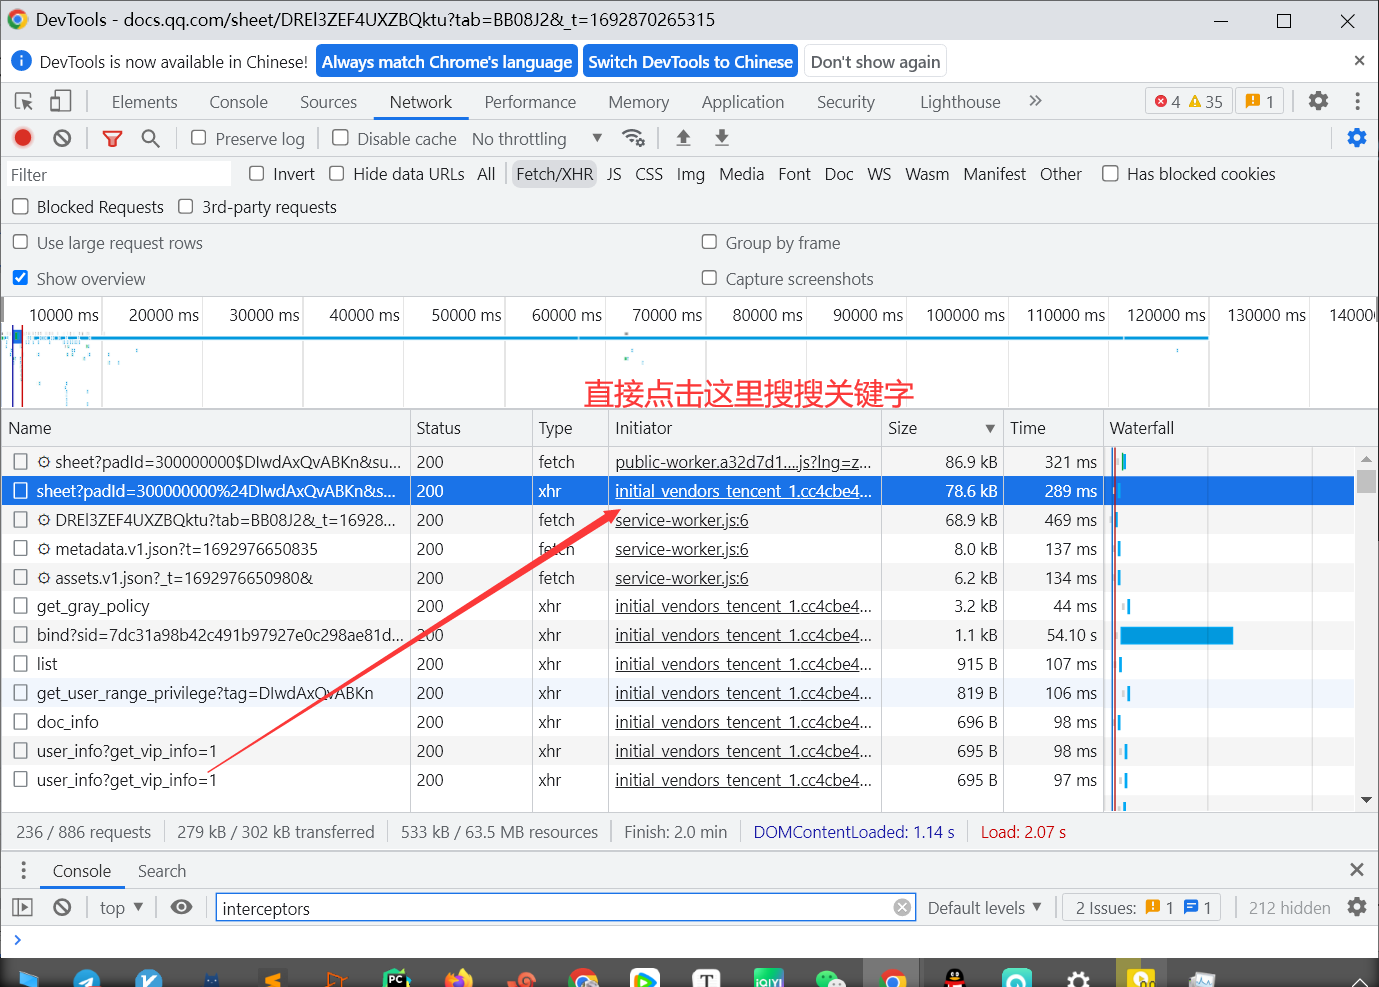 DevTools - docs.qq.com/sheet/DREl3ZEF4UXZBQktu?tab=BB08J2&_t=1692870265315
DevTools is now available in Chinese! Always match Chrome's language Switch DevTools to Chinese Don't show again
Elements Console Sources Network Performance Memory Application Security Lighthouse 4 35 1
Preserve log Disable cache No throttling
Filter Invert Hide data URLs All Fetch/XHR JS CSS Img Media Font Doc WS Wasm Manifest Other Has blocked cookies
Blocked Requests 3rd-party requests
Use large request rows Group by frame
Show overview Capture screenshots
10000 ms 20000 ms 30000 ms 40000 ms 50000 ms 60000 ms 70000 ms 80000 ms 90000 ms 100000 ms 110000 ms 120000 ms 130000 ms 14000
直接点击这里搜搜关键字
Name Status Type Initiator Size Time Waterfall
sheet?padId=300000000$DIwdAxQvABKn&su... 200 fetch public-worker.a32d7d1....js?lng=z... 86.9 kB 321 ms
sheet?padId=300000000%24DIwdAxQvABKn&s... 200 xhr initial_vendors_tencent_1.cc4cbe4... 78.6 kB 289 ms
DREl3ZEF4UXZBQktu?tab=BB08J2&_t=16928... 200 fetch service-worker.js:6 68.9 kB 469 ms
metadata.v1.json?t=1692976650835 200 fetch service-worker.js:6 8.0 kB 137 ms
assets.v1.json?_t=1692976650980& 200 fetch service-worker.js:6 6.2 kB 134 ms
get_gray_policy 200 xhr initial_vendors_tencent_1.cc4cbe4... 3.2 kB 44 ms
bind?sid=7dc31a98b42c491b97927e0c298ae81d... 200 xhr initial_vendors_tencent_1.cc4cbe4... 1.1 kB 54.10 s
list 200 xhr initial_vendors_tencent_1.cc4cbe4... 915 B 107 ms
get_user_range_privilege?tag=DIwdAxQvABKn 200 xhr initial_vendors_tencent_1.cc4cbe4... 819 B 106 ms
doc_info 200 xhr initial_vendors_tencent_1.cc4cbe4... 696 B 98 ms
user_info?get_vip_info=1 200 xhr initial_vendors_tencent_1.cc4cbe4... 695 B 98 ms
user_info?get_vip_info=1 200 xhr initial_vendors_tencent_1.cc4cbe4... 695 B 97 ms
236 / 886 requests 279 kB / 302 kB transferred 533 kB / 63.5 MB resources Finish: 2.0 min DOMContentLoaded: 1.14 s Load: 2.07 s
Console Search
top interceptors Default levels 2 Issues: 1 1 212 hidden